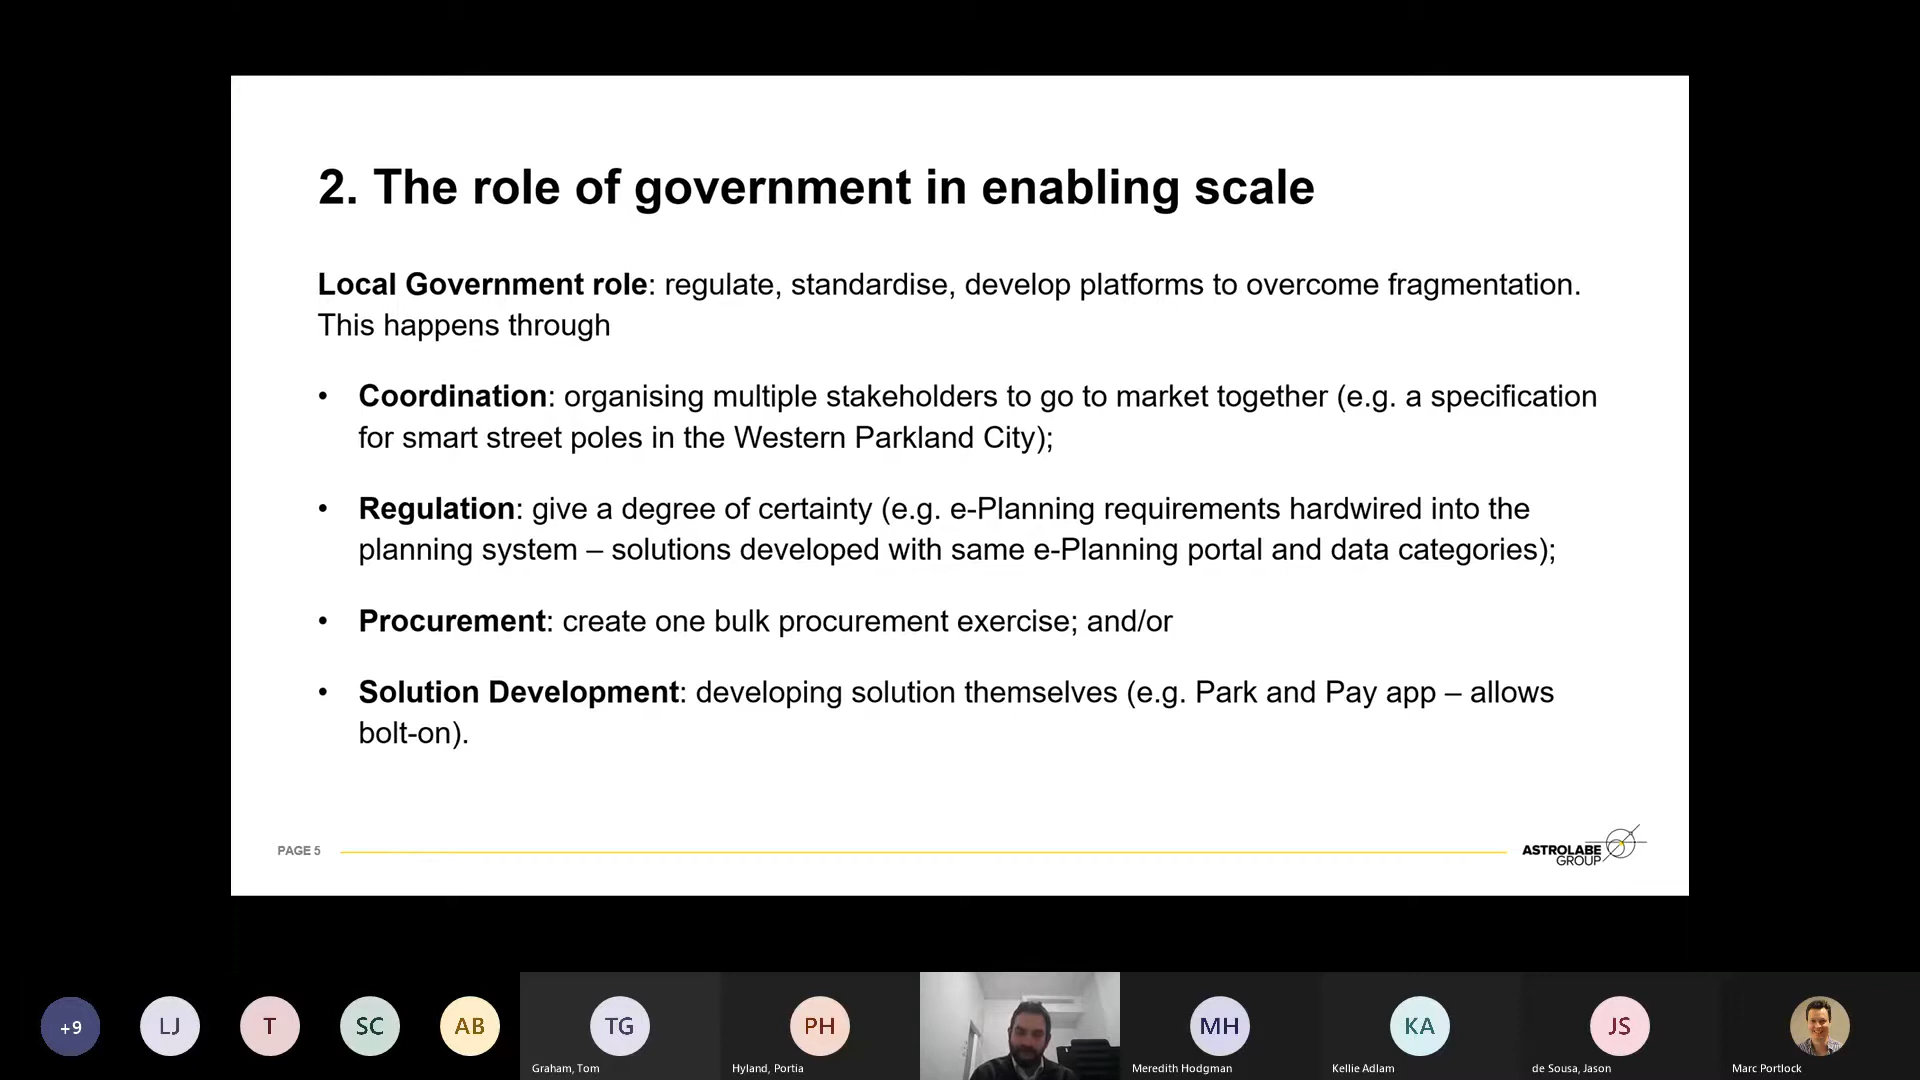 2. The role of government in enabling scale
Local Government role: regulate, standardise, develop platforms to overcome fragmentation.
This happens through
• Coordination: organising multiple stakeholders to go to market together (e.g. a specification
for smart street poles in the Western Parkland City);
• Regulation: give a degree of certainty (e.g. e-Planning requirements hardwired into the
planning system – solutions developed with same e-Planning portal and data categories);
• Procurement: create one bulk procurement exercise; and/or
• Solution Development: developing solution themselves (e.g. Park and Pay app – allows
bolt-on).
PAGE 5
ASTROLABE
GROUP
+9
LJ
T
SC
AB
TG
PH
MH
KA
JS
Graham, Tom
Hyland, Portia
Meredith Hodgman
Kellie Adlam
de Sousa, Jason
Marc Portlock